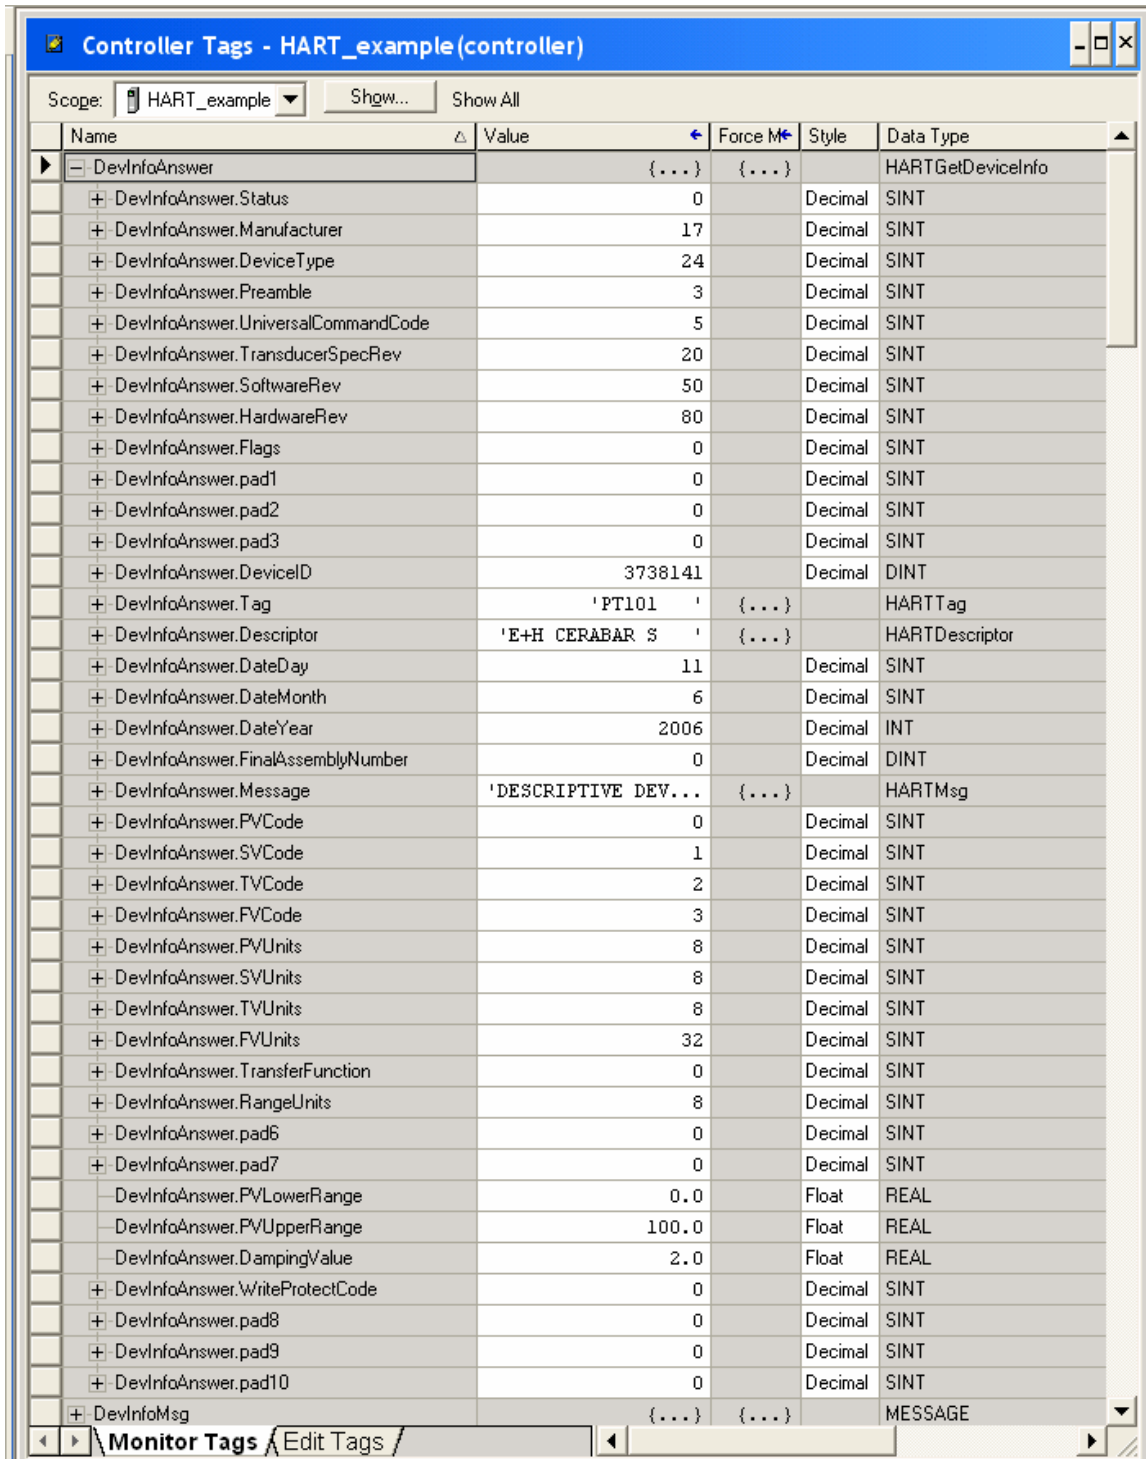 Controller Tags - HART_example(controller)
Scope: HART_example Show... Show All
Name Value Force M Style Data Type
DevInfoAnswer {...} {...} HARTGetDeviceInfo
DevInfoAnswer.Status 0 Decimal SINT
DevInfoAnswer.Manufacturer 17 Decimal SINT
DevInfoAnswer.DeviceType 24 Decimal SINT
DevInfoAnswer.Preamble 3 Decimal SINT
DevInfoAnswer.UniversalCommandCode 5 Decimal SINT
DevInfoAnswer.TransducerSpecRev 20 Decimal SINT
DevInfoAnswer.SoftwareRev 50 Decimal SINT
DevInfoAnswer.HardwareRev 80 Decimal SINT
DevInfoAnswer.Flags 0 Decimal SINT
DevInfoAnswer.pad1 0 Decimal SINT
DevInfoAnswer.pad2 0 Decimal SINT
DevInfoAnswer.pad3 0 Decimal SINT
DevInfoAnswer.DeviceID 3738141 Decimal DINT
DevInfoAnswer.Tag 'PT101   ' {...} HARTTag
DevInfoAnswer.Descriptor 'E+H CERABAR S   ' {...} HARTDescriptor
DevInfoAnswer.DateDay 11 Decimal SINT
DevInfoAnswer.DateMonth 6 Decimal SINT
DevInfoAnswer.DateYear 2006 Decimal INT
DevInfoAnswer.FinalAssemblyNumber 0 Decimal DINT
DevInfoAnswer.Message 'DESCRIPTIVE DEV... {...} HARTMsg
DevInfoAnswer.PVCode 0 Decimal SINT
DevInfoAnswer.SVCode 1 Decimal SINT
DevInfoAnswer.TVCode 2 Decimal SINT
DevInfoAnswer.FVCode 3 Decimal SINT
DevInfoAnswer.PVUnits 8 Decimal SINT
DevInfoAnswer.SVUnits 8 Decimal SINT
DevInfoAnswer.TVUnits 8 Decimal SINT
DevInfoAnswer.FVUnits 32 Decimal SINT
DevInfoAnswer.TransferFunction 0 Decimal SINT
DevInfoAnswer.RangeUnits 8 Decimal SINT
DevInfoAnswer.pad6 0 Decimal SINT
DevInfoAnswer.pad7 0 Decimal SINT
DevInfoAnswer.PVLowerRange 0.0 Float REAL
DevInfoAnswer.PVUpperRange 100.0 Float REAL
DevInfoAnswer.DampingValue 2.0 Float REAL
DevInfoAnswer.WriteProtectCode 0 Decimal SINT
DevInfoAnswer.pad8 0 Decimal SINT
DevInfoAnswer.pad9 0 Decimal SINT
DevInfoAnswer.pad10 0 Decimal SINT
DevInfoMsg {...} {...} MESSAGE
Monitor Tags Edit Tags